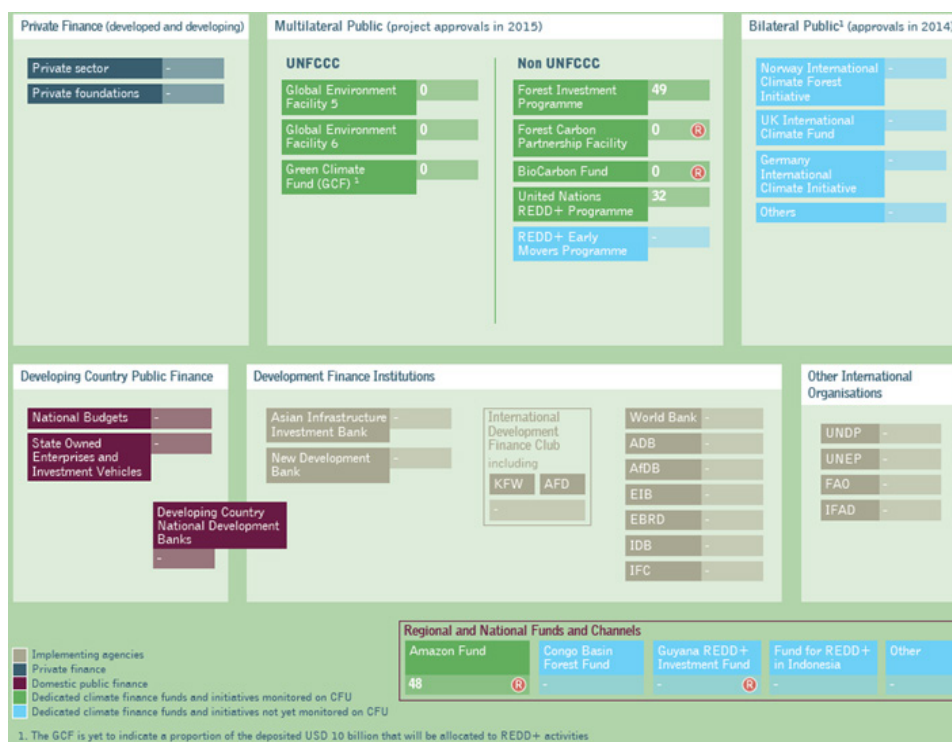 Private Finance (developed and developing)
Private sector -
Private foundations -
Multilateral Public (project approvals in 2015)
UNFCCC
Global Environment
Facility 5
0
Global Environment
Facility 6
0
Green Climate
Fund (GCF) 1
0
Non UNFCCC
Forest Investment
Programme
49
Forest Carbon
Partnership Facility
0 R
BioCarbon Fund 0 R
United Nations
REDD+ Programme
32
REDD+ Early
Movers Programme
-
Bilateral Public1 (approvals in 2014)
Norway International
Climate Forest
Initiative
-
UK International
Climate Fund
-
Germany
International
Climate Initiative
-
Others -
Developing Country Public Finance
National Budgets -
State Owned
Enterprises and
Investment Vehicles
-
Developing Country
National Development
Banks
-
Development Finance Institutions
Asian Infrastructure
Investment Bank
-
New Development
Bank
-
International
Development
Finance Club
including
KFW AFD
-
World Bank -
ADB -
AfDB -
EIB -
EBRD -
IDB -
IFC -
Other International
Organisations
UNDP -
UNEP -
FAO -
IFAD -
Regional and National Funds and Channels
Amazon Fund
48 R
Congo Basin
Forest Fund
-
Guyana REDD+
Investment Fund
- R
Fund for REDD+
in Indonesia
-
Other
-
Implementing agencies
Private finance
Domestic public finance
Dedicated climate finance funds and initiatives monitored on CFU
Dedicated climate finance funds and initiatives not yet monitored on CFU
1. The GCF is yet to indicate a proportion of the deposited USD 10 billion that will be allocated to REDD+ activities